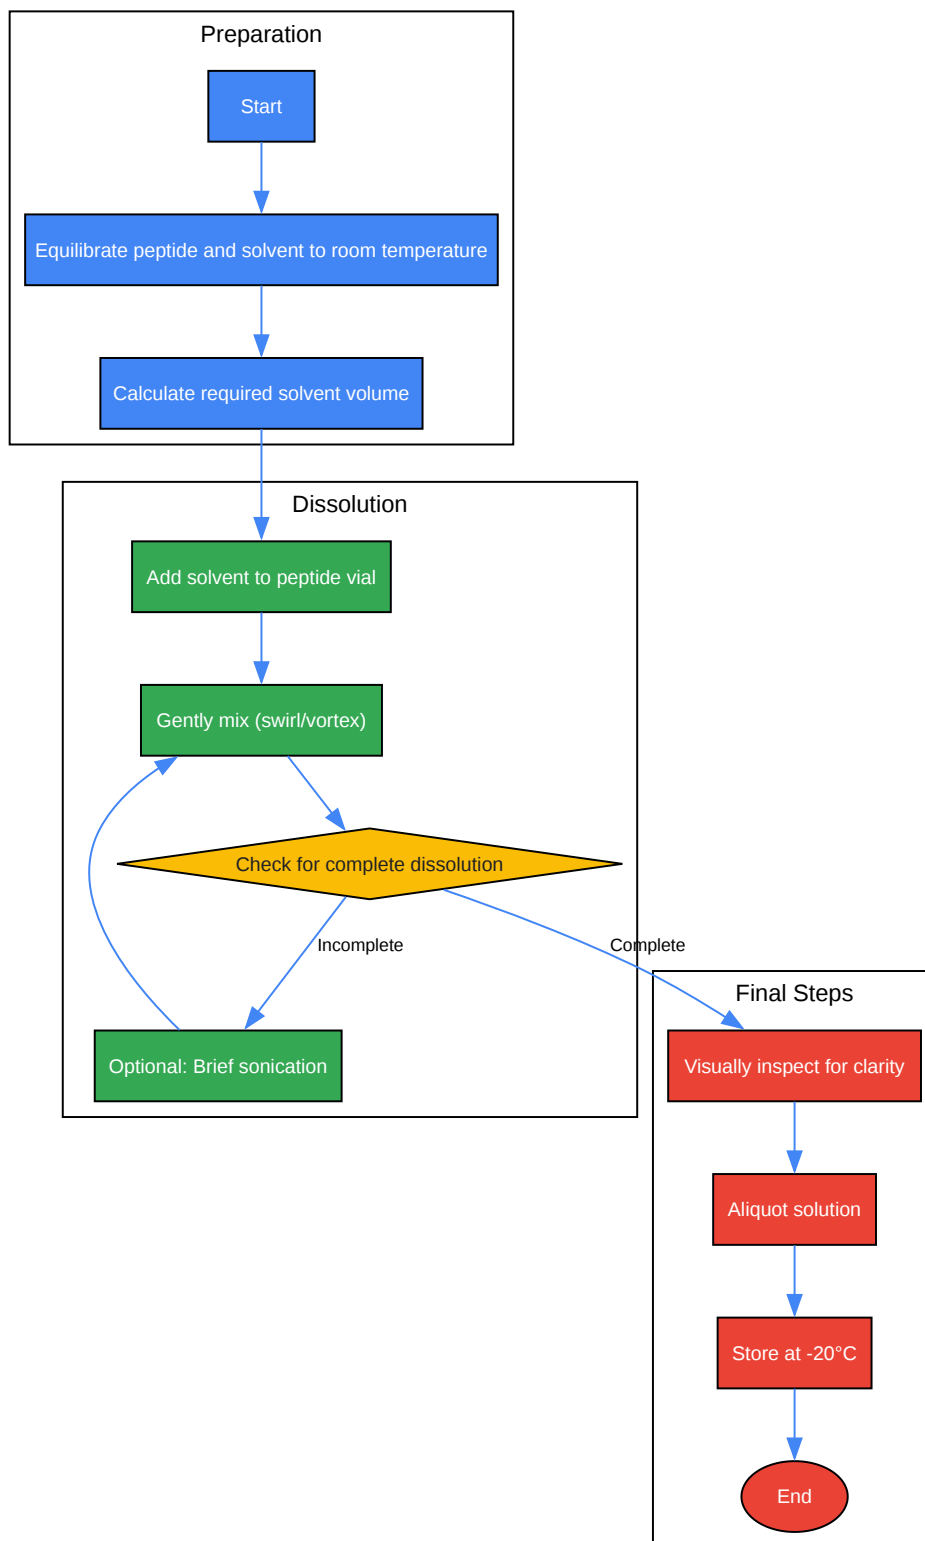 Preparation
Start
Equilibrate peptide and solvent to room temperature
Calculate required solvent volume
Dissolution
Add solvent to peptide vial
Gently mix (swirl/vortex)
Check for complete dissolution
Incomplete
Complete
Optional: Brief sonication
Final Steps
Visually inspect for clarity
Aliquot solution
Store at -20°C
End